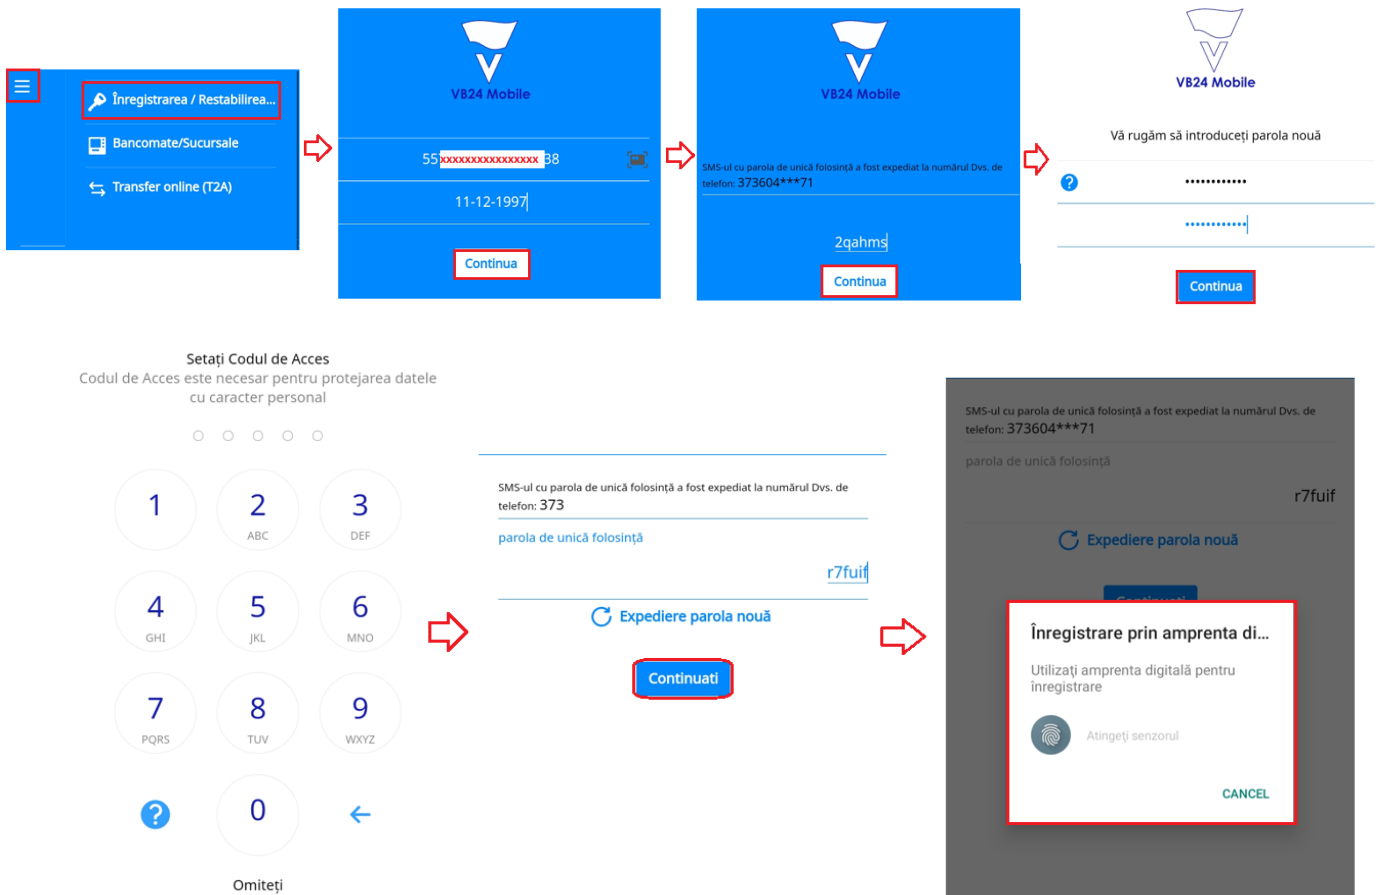 Înregistrarea / Restabilirea...
Bancomate/Sucursale
Transfer online (T2A)
VB24 Mobile
55xxxxxxxxxxxxxxxxx38
11-12-1997
Continua
VB24 Mobile
SMS-ul cu parola de unică folosință a fost expediat la numărul Dvs. de
telefon: 373604***71
2qahms
Continua
VB24 Mobile
Vă rugăm să introduceți parola nouă
?
••••••••••••
••••••••••••
Continua
Setați Codul de Acces
Codul de Acces este necesar pentru protejarea datele
cu caracter personal
1
2
ABC
3
DEF
4
GHI
5
JKL
6
MNO
7
PQRS
8
TUV
9
WXYZ
?
0
Omiteți
SMS-ul cu parola de unică folosință a fost expediat la numărul Dvs. de
telefon: 373
parola de unică folosință
r7fuif
Expediere parola nouă
Continuati
SMS-ul cu parola de unică folosință a fost expediat la numărul Dvs. de
telefon: 373604***71
parola de unică folosință
r7fuif
Expediere parola nouă
Continuati
Înregistrare prin amprenta di...
Utilizați amprenta digitală pentru
înregistrare
Atingeți senzorul
CANCEL